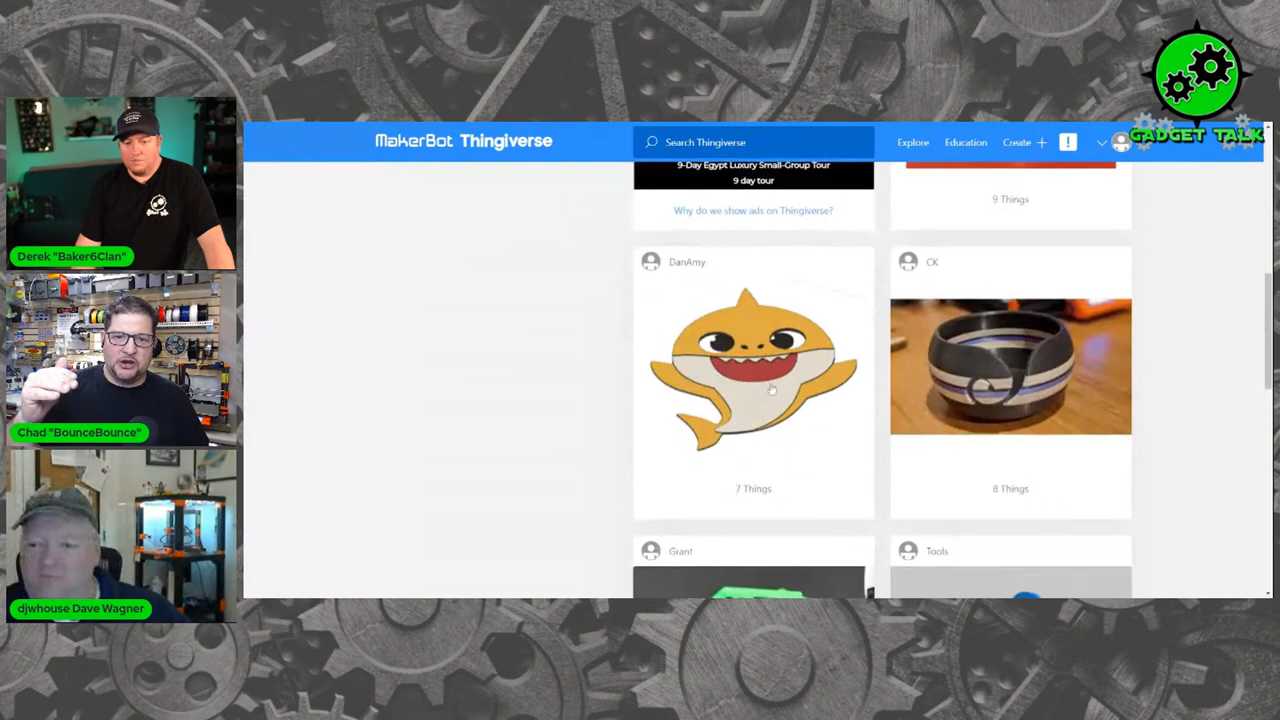 GADGET TALK
MakerBot Thingiverse
Search Thingiverse
Explore
Education
Create +
!
9-Day Egypt Luxury Small-Group Tour
9 day tour
Why do we show ads on Thingiverse?
9 Things
DanAmy
CK
7 Things
8 Things
Grant
Tools
Derek "Baker6Clan"
Chad "BounceBounce"
djwhouse Dave Wagner